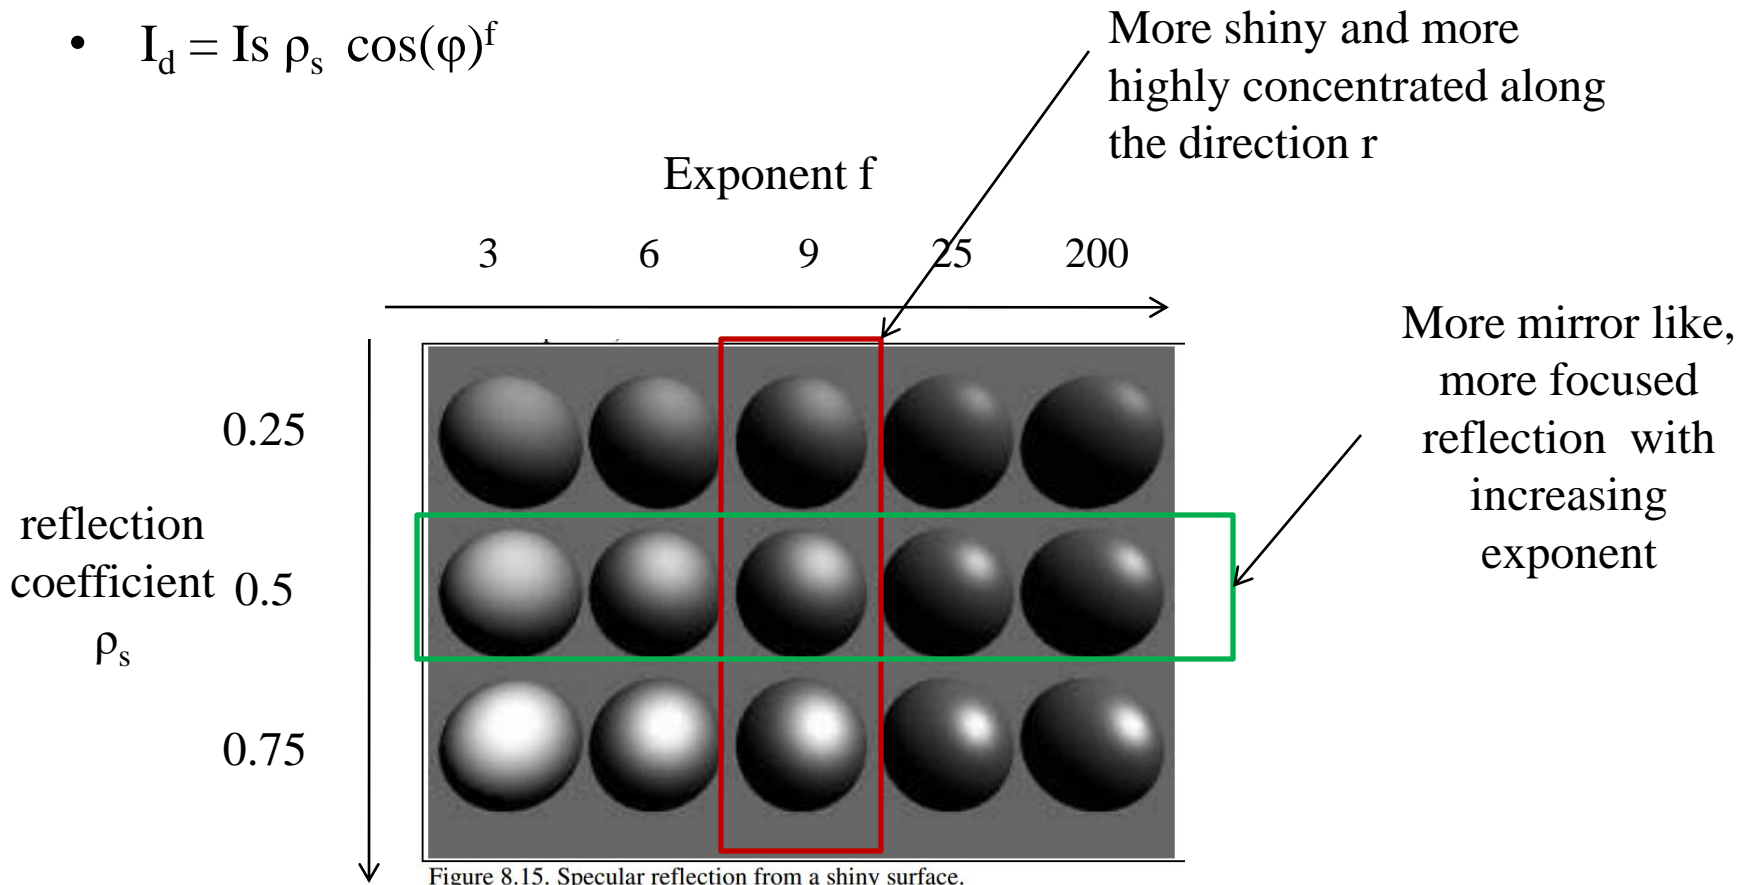 • I_d = Is ρ_s cos(φ)^f
More shiny and more
highly concentrated along
the direction r
Exponent f
3 6 9 25 200
More mirror like,
more focused
reflection with
increasing
exponent
0.25
reflection
coefficient 0.5
ρ_s
0.75
Figure 8.15. Specular reflection from a shiny surface.